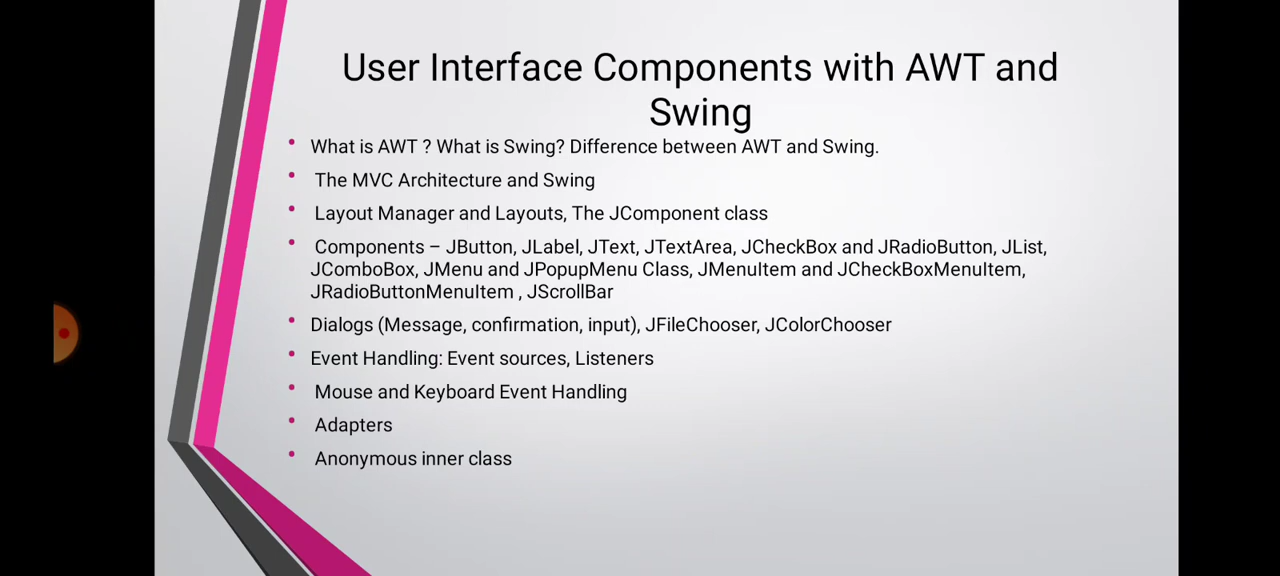 User Interface Components with AWT and
Swing
• What is AWT ? What is Swing? Difference between AWT and Swing.
• The MVC Architecture and Swing
• Layout Manager and Layouts, The JComponent class
• Components – JButton, JLabel, JText, JTextArea, JCheckBox and JRadioButton, JList,
JComboBox, JMenu and JPopupMenu Class, JMenuItem and JCheckBoxMenuItem,
JRadioButtonMenuItem , JScrollBar
• Dialogs (Message, confirmation, input), JFileChooser, JColorChooser
• Event Handling: Event sources, Listeners
• Mouse and Keyboard Event Handling
• Adapters
• Anonymous inner class